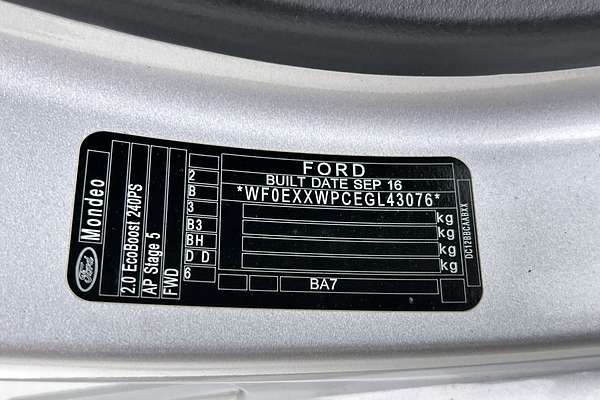 Ford
Mondeo
2.0 EcoBoost 240PS
AP Stage 5
FWD
2
B
3
B3
BH
D D
6
FORD
BUILT DATE SEP 16
*WF0EXXWPCEGL43076*
kg
kg
kg
kg
BA7
DC12BBCAABXX